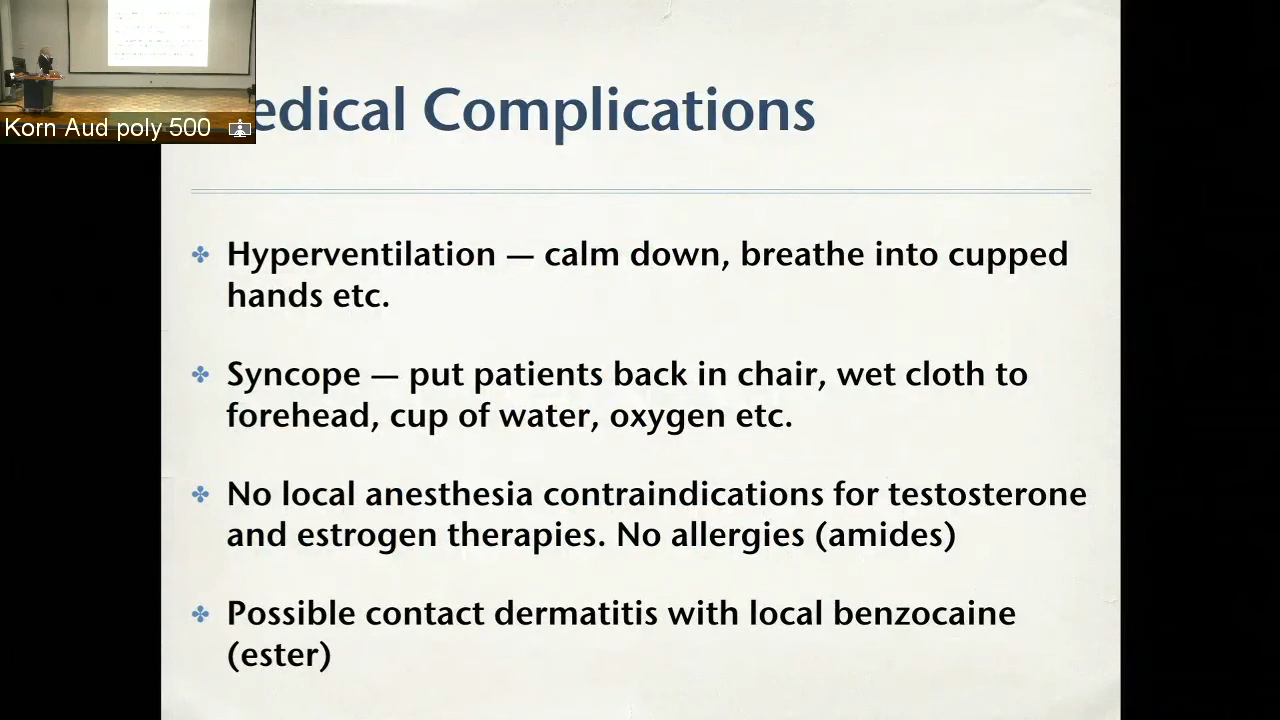 Korn Aud poly 500
edical Complications
Hyperventilation — calm down, breathe into cupped
hands etc.
Syncope — put patients back in chair, wet cloth to
forehead, cup of water, oxygen etc.
No local anesthesia contraindications for testosterone
and estrogen therapies. No allergies (amides)
Possible contact dermatitis with local benzocaine
(ester)